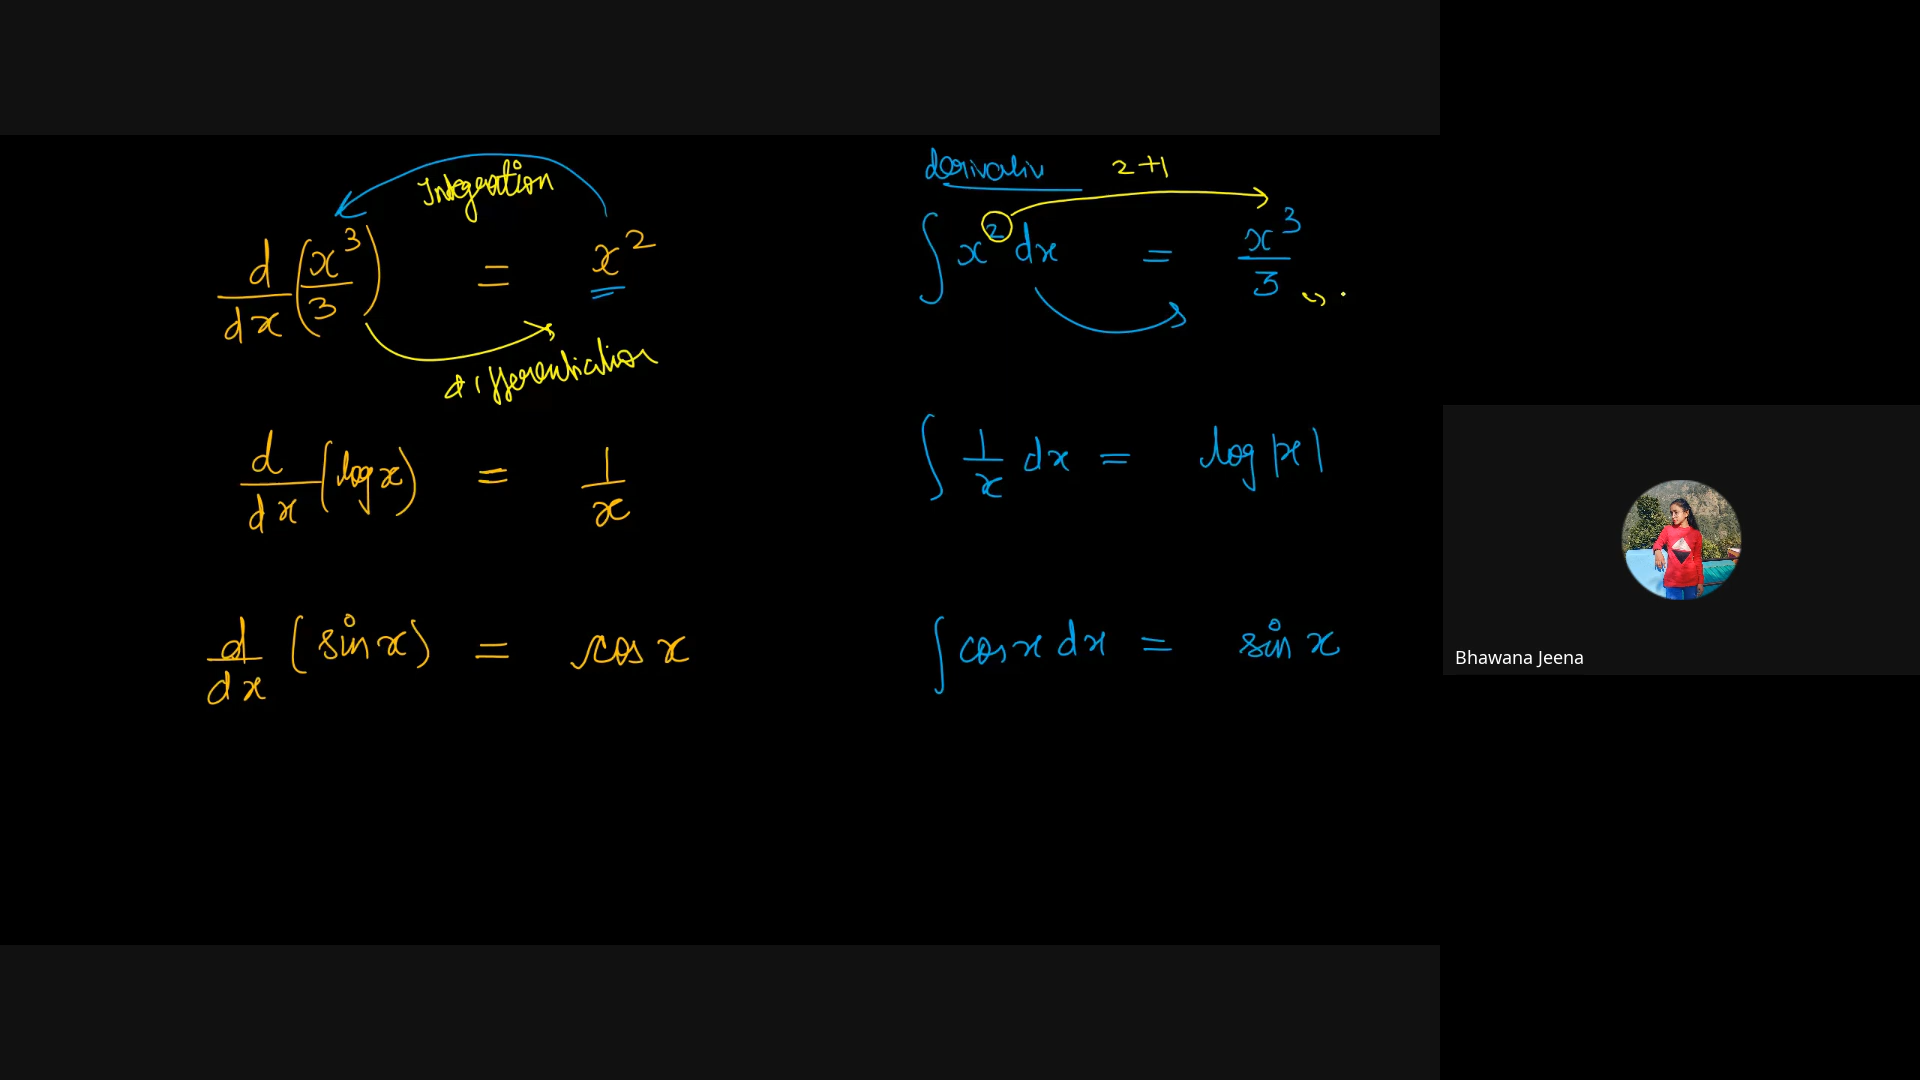 Integration
d/dx (x³/3) = x²
differentiation
d/dx (log x) = 1/x
d/dx (sin x) = cos x
derivativ 2+1
∫ x² dx = x³/3
∫ 1/x dx = log |x|
∫ cos x dx = sin x
Bhawana Jeena